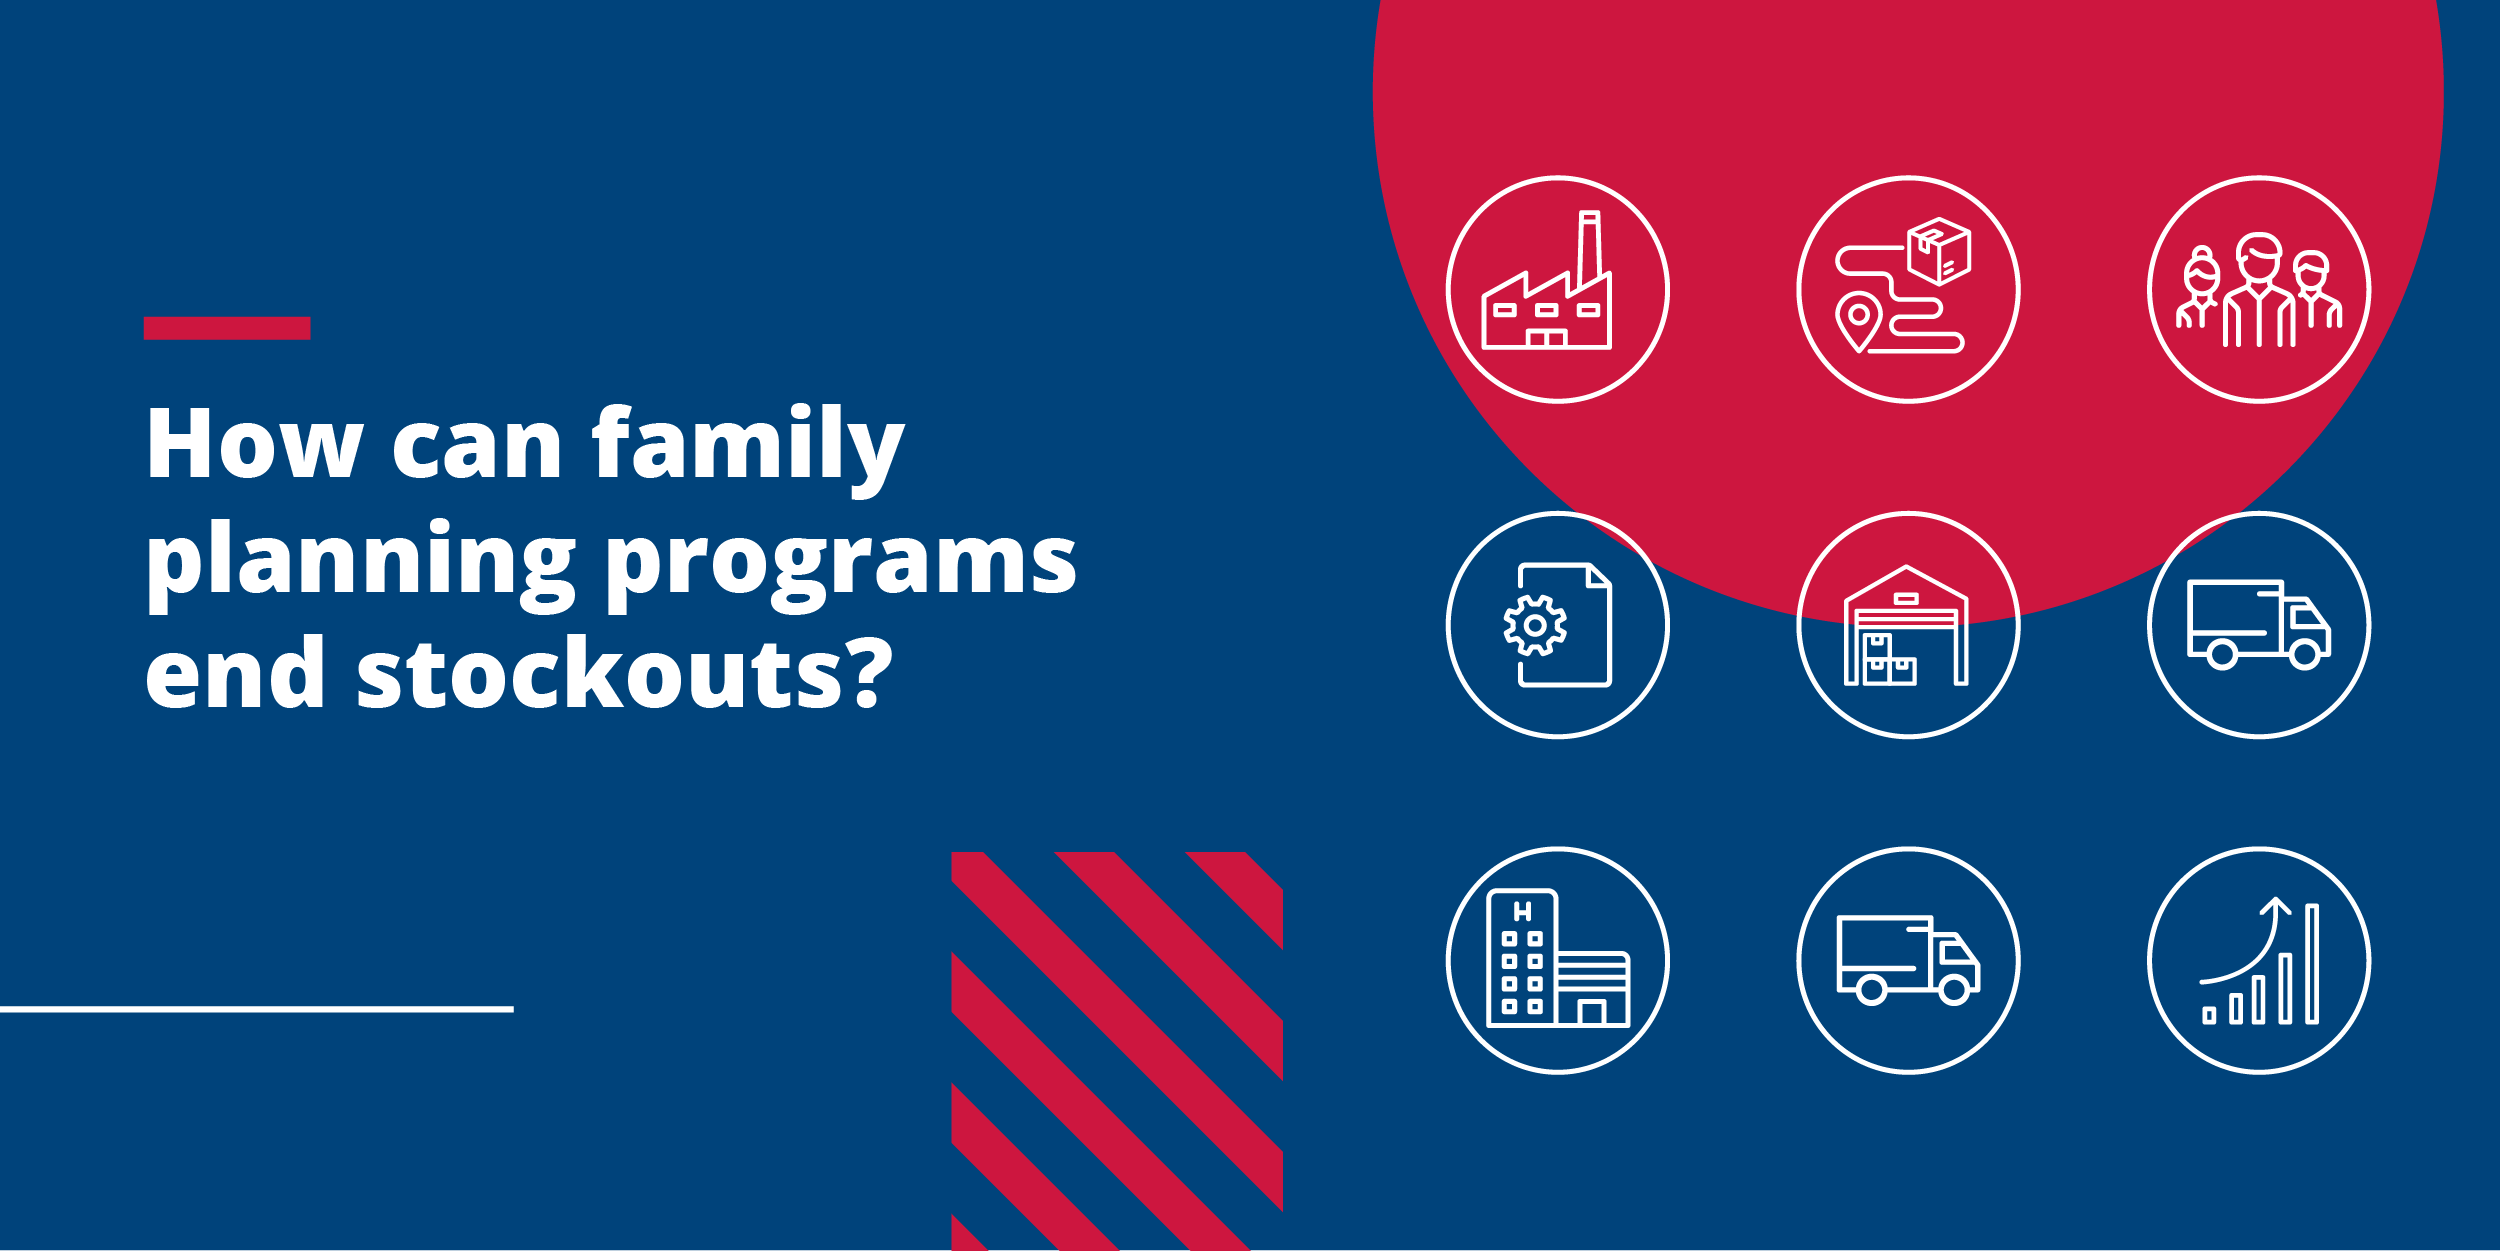 How can family
planning programs
end stockouts?
H